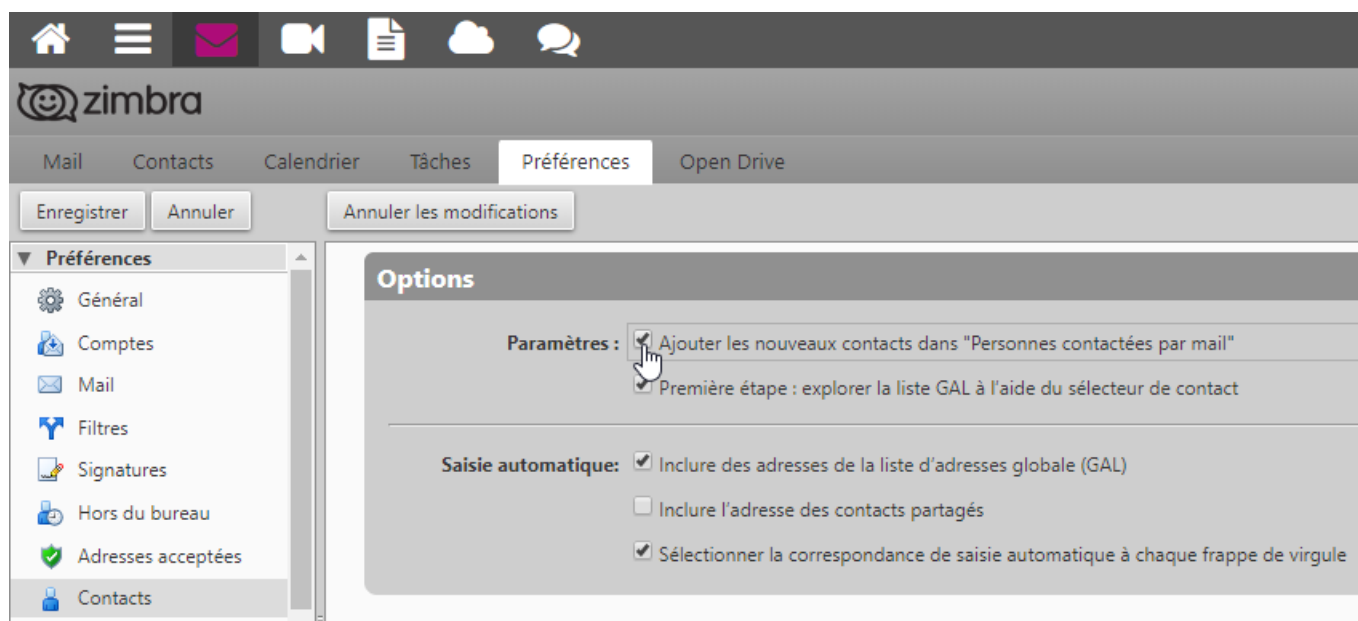 zimbra
Mail Contacts Calendrier Tâches Préférences Open Drive
Enregistrer Annuler Annuler les modifications
Préférences
Général
Comptes
Mail
Filtres
Signatures
Hors du bureau
Adresses acceptées
Contacts
Options
Paramètres : Ajouter les nouveaux contacts dans "Personnes contactées par mail"
Première étape : explorer la liste GAL à l'aide du sélecteur de contact
Saisie automatique: Inclure des adresses de la liste d'adresses globale (GAL)
Inclure l'adresse des contacts partagés
Sélectionner la correspondance de saisie automatique à chaque frappe de virgule